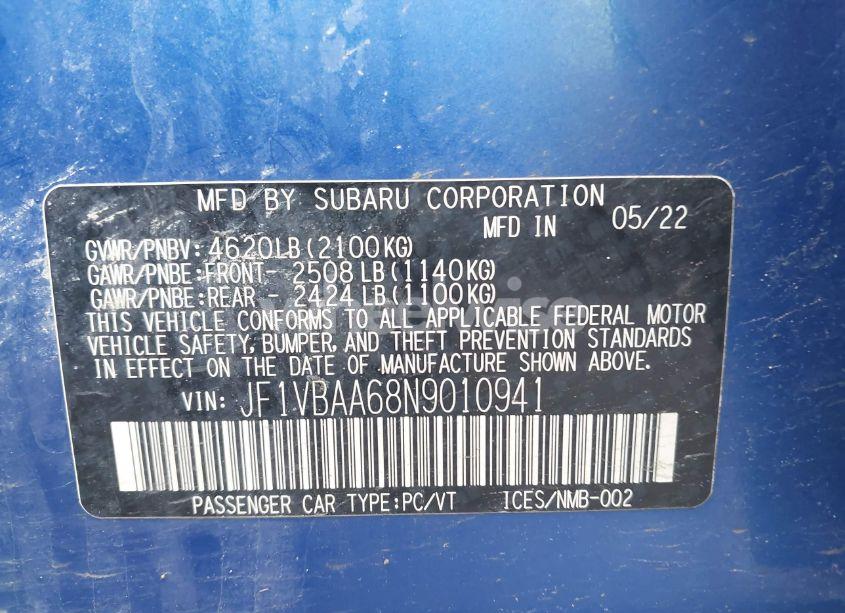 MFD BY SUBARU CORPORATION
MFD IN 05/22
GVWR/PNBV: 4620LB(2100KG)
GAWR/PNBE:FRONT- 2508 LB(1140KG)
GAWR/PNBE:REAR - 2424 LB(1100KG)
THIS VEHICLE CONFORMS TO ALL APPLICABLE FEDERAL MOTOR
VEHICLE SAFETY, BUMPER, AND THEFT PREVENTION STANDARDS
IN EFFECT ON THE DATE OF MANUFACTURE SHOWN ABOVE.
VIN: JF1VBAA68N9010941
PASSENGER CAR TYPE:PC/VT ICES/NMB-002